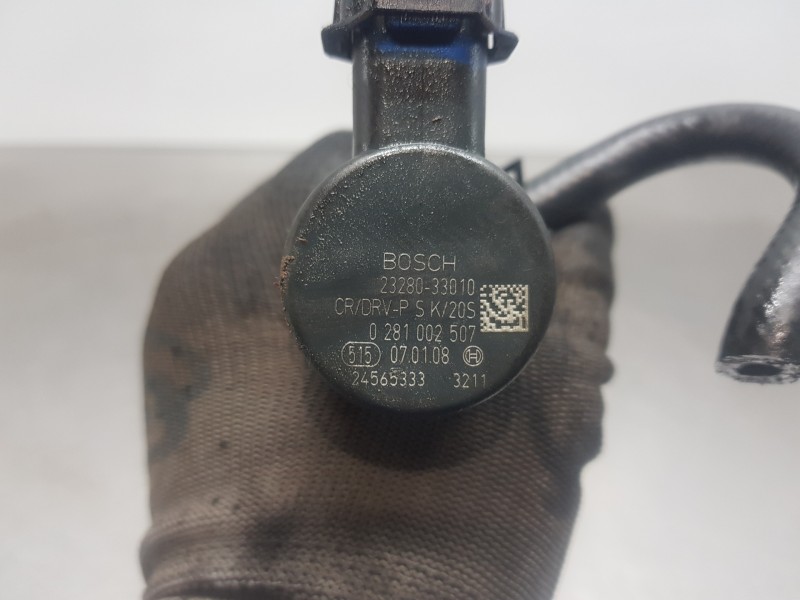 BOSCH
23280-33010
CR/DRV-P S K/20S
0 281 002 507
515 07.01.08 H
24565333 3211